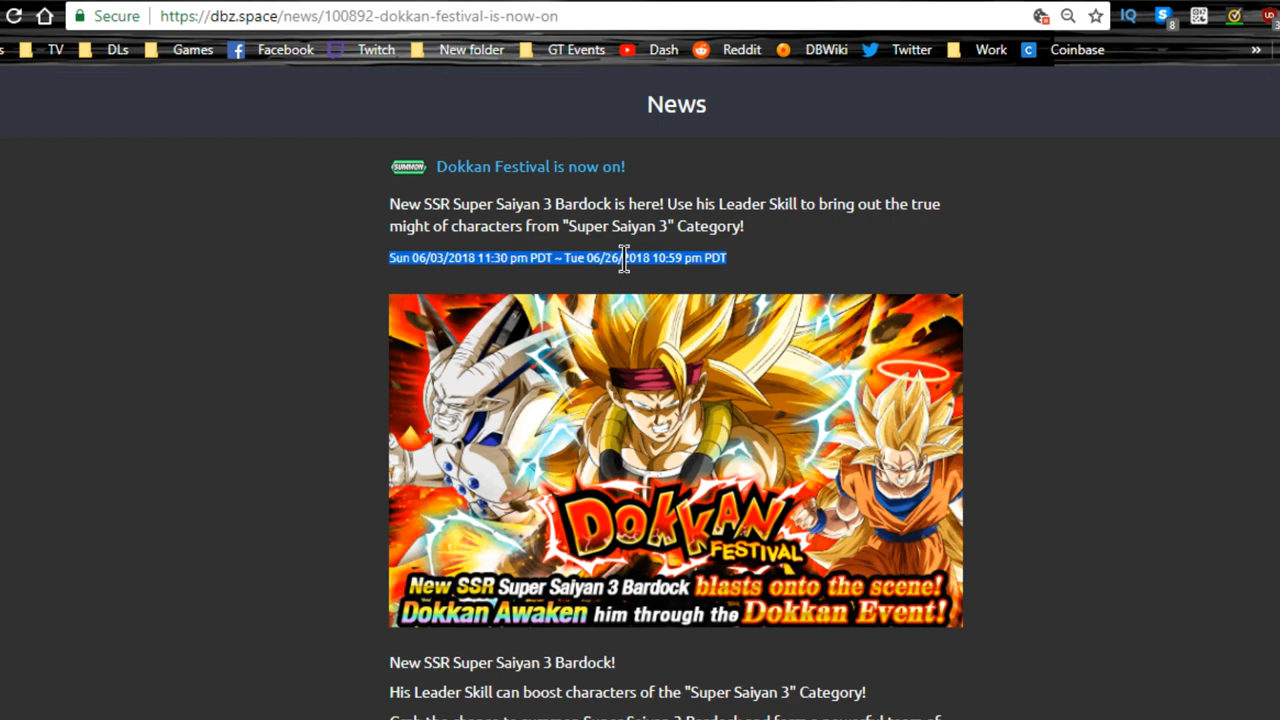 Secure https://dbz.space/news/100892-dokkan-festival-is-now-on
IQ
8
s TV DLs Games Facebook Twitch New folder GT Events Dash Reddit DBWiki Twitter Work Coinbase »
News
SUMMON Dokkan Festival is now on!
New SSR Super Saiyan 3 Bardock is here! Use his Leader Skill to bring out the true
might of characters from "Super Saiyan 3" Category!
Sun 06/03/2018 11:30 pm PDT ~ Tue 06/26/2018 10:59 pm PDT
DOKKAN
FESTIVAL
New SSR Super Saiyan 3 Bardock blasts onto the scene!
Dokkan Awaken him through the Dokkan Event!
New SSR Super Saiyan 3 Bardock!
His Leader Skill can boost characters of the "Super Saiyan 3" Category!